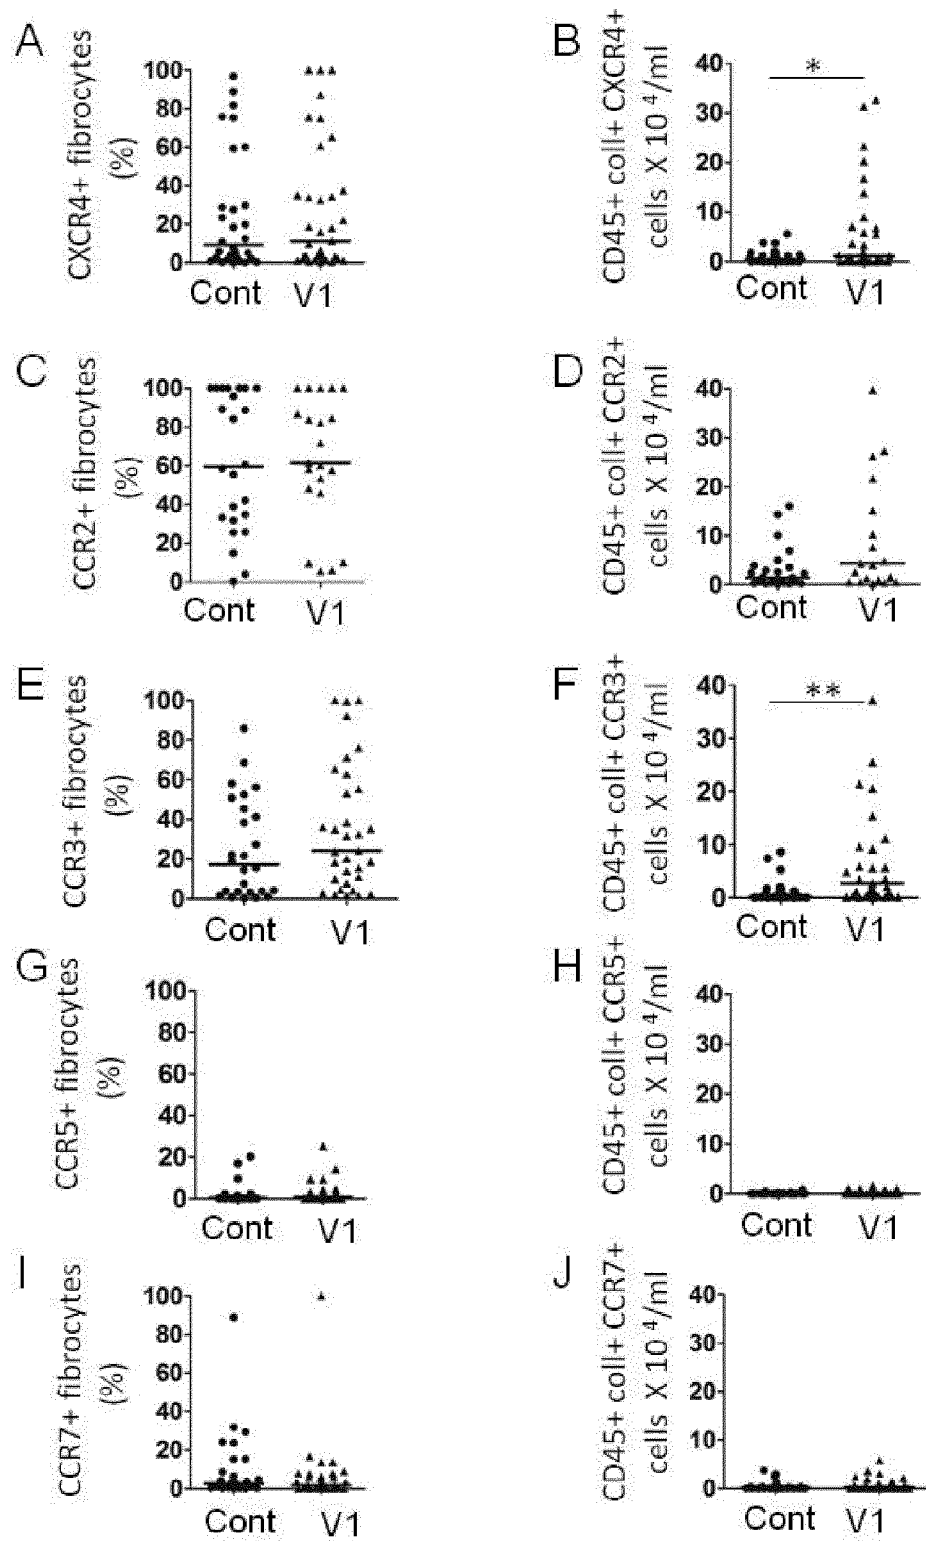 A
CXCR4+ fibrocytes
(%)
100
80
60
40
20
0
Cont V1
B
CD45+ coll+ CXCR4+
cells X 10 4/ml
40
30
20
10
0
*
Cont V1
C
CCR2+ fibrocytes
(%)
100
80
60
40
20
0
Cont V1
D
CD45+ coll+ CCR2+
cells X 10 4/ml
40
30
20
10
0
Cont V1
E
CCR3+ fibrocytes
(%)
100
80
60
40
20
0
Cont V1
F
CD45+ coll+ CCR3+
cells X 10 4/ml
40
30
20
10
0
**
Cont V1
G
CCR5+ fibrocytes
(%)
100
80
60
40
20
0
Cont V1
H
CD45+ coll+ CCR5+
cells X 10 4/ml
40
30
20
10
0
Cont V1
I
CCR7+ fibrocytes
(%)
100
80
60
40
20
0
Cont V1
J
CD45+ coll+ CCR7+
cells X 10 4/ml
40
30
20
10
0
Cont V1